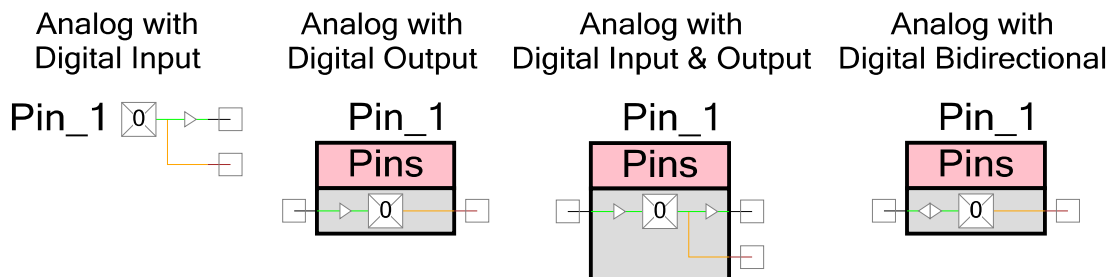 Analog with
Digital Input
Pin_1
0
Analog with
Digital Output
Pin_1
Pins
0
Analog with
Digital Input & Output
Pin_1
Pins
0
Analog with
Digital Bidirectional
Pin_1
Pins
0